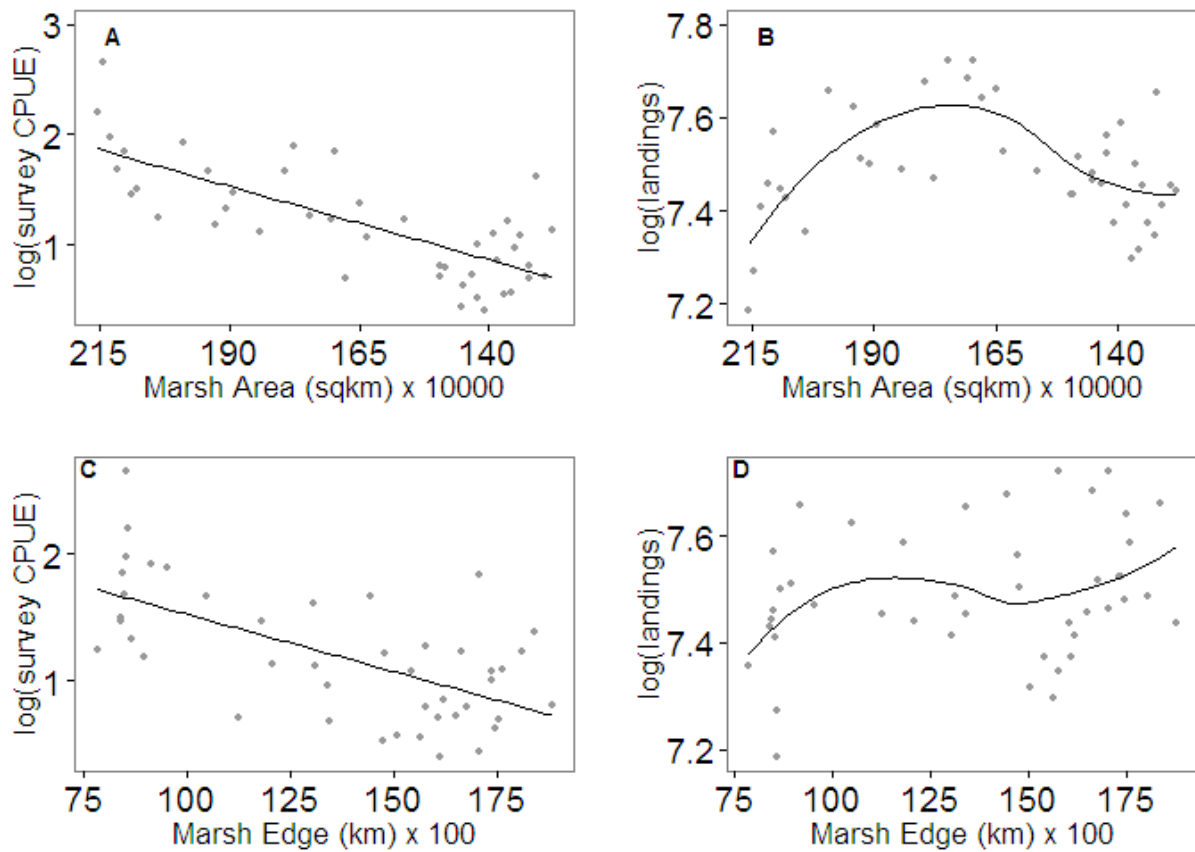 A
log(survey CPUE)
3
2
1
215 190 165 140
Marsh Area (sqkm) x 10000
B
log(landings)
7.8
7.6
7.4
7.2
215 190 165 140
Marsh Area (sqkm) x 10000
C
log(survey CPUE)
2
1
75 100 125 150 175
Marsh Edge (km) x 100
D
log(landings)
7.6
7.4
7.2
75 100 125 150 175
Marsh Edge (km) x 100